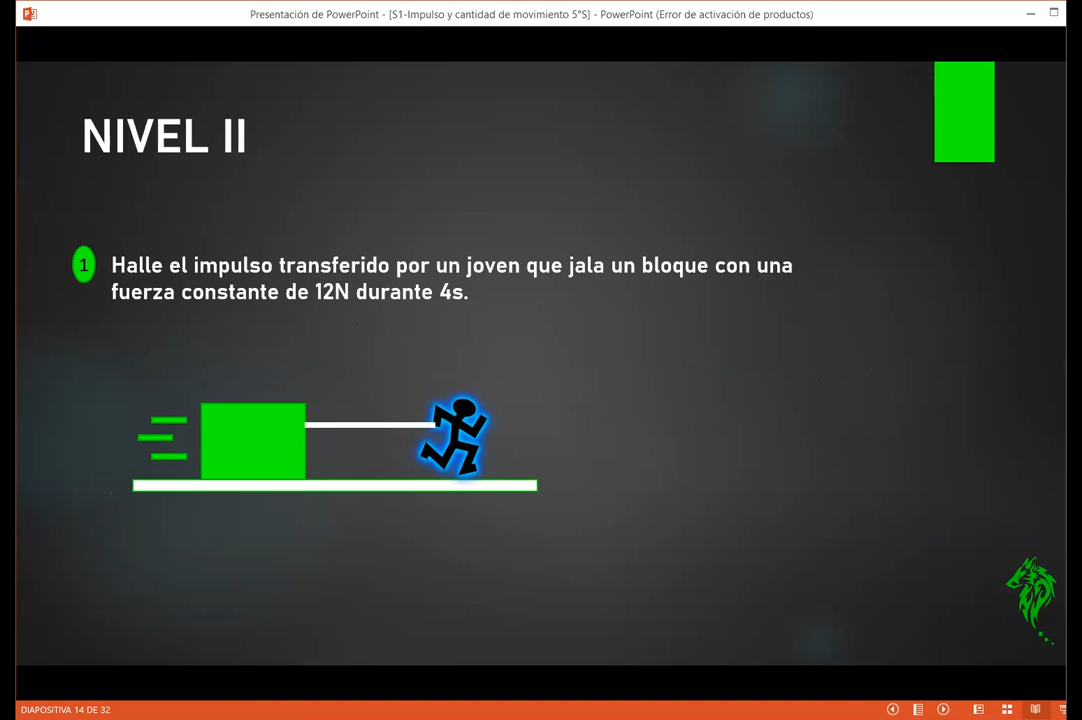 Presentación de PowerPoint - [S1-Impulso y cantidad de movimiento 5°S] - PowerPoint (Error de activación de productos)
NIVEL II
1 Halle el impulso transferido por un joven que jala un bloque con una
fuerza constante de 12N durante 4s.
DIAPOSITIVA 14 DE 32